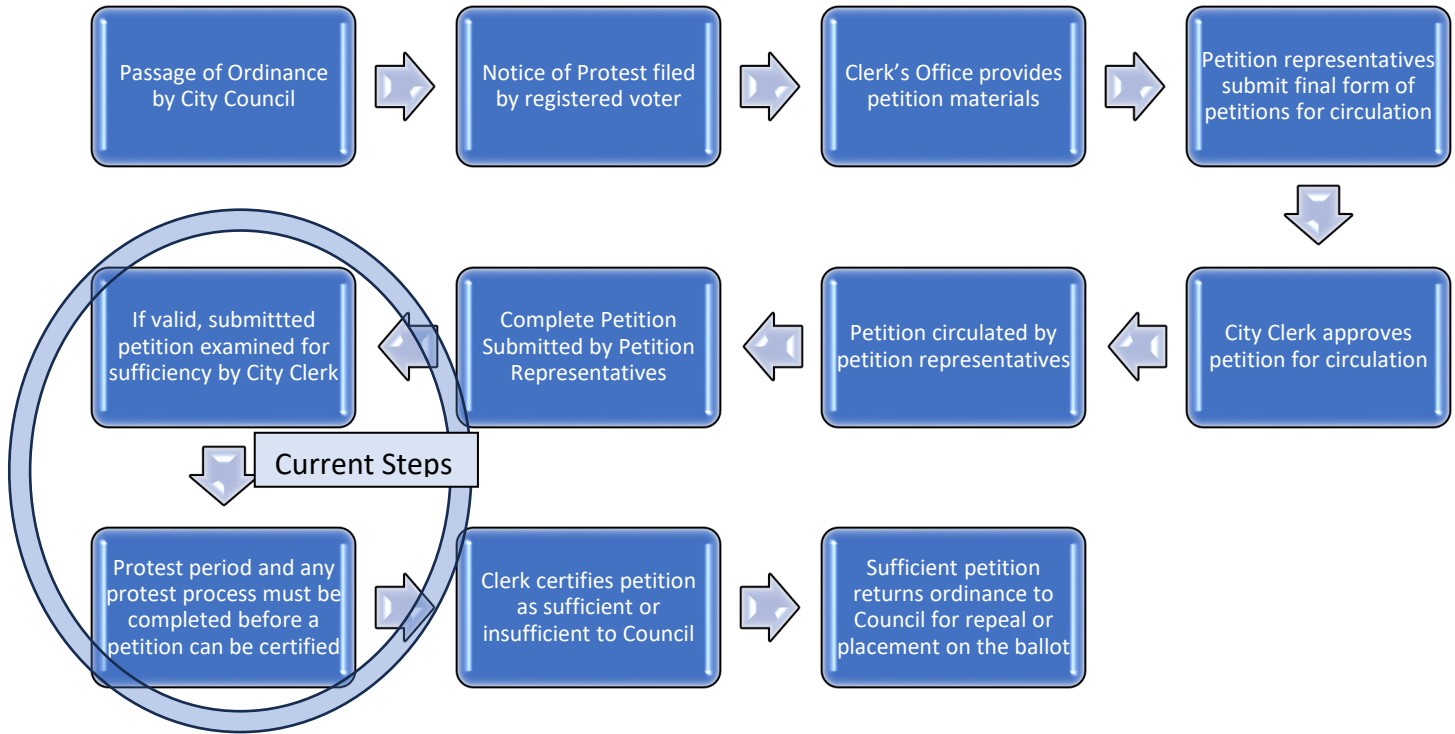 Passage of Ordinance
by City Council
Notice of Protest filed
by registered voter
Clerk’s Office provides
petition materials
Petition representatives
submit final form of
petitions for circulation
City Clerk approves
petition for circulation
Petition circulated by
petition representatives
Complete Petition
Submitted by Petition
Representatives
If valid, submittted
petition examined for
sufficiency by City Clerk
Current Steps
Protest period and any
protest process must be
completed before a
petition can be certified
Clerk certifies petition
as sufficient or
insufficient to Council
Sufficient petition
returns ordinance to
Council for repeal or
placement on the ballot